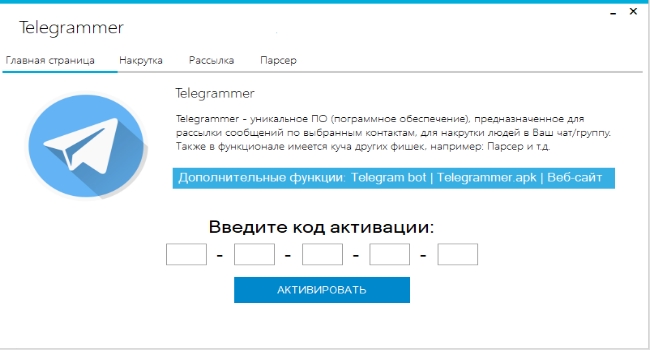 Telegrammer
Главная страница Накрутка Рассылка Парсер
Telegrammer
Telegrammer - уникальное ПО (пограммное обеспечение), предназначенное для
рассылки сообщений по выбранным контактам, для накрутки людей в Ваш чат/группу.
Также в функционале имеется куча других фишек, например: Парсер и т.д.
Дополнительные функции: Telegram bot | Telegrammer.apk | Веб-сайт
Введите код активации:
- - - -
АКТИВИРОВАТЬ